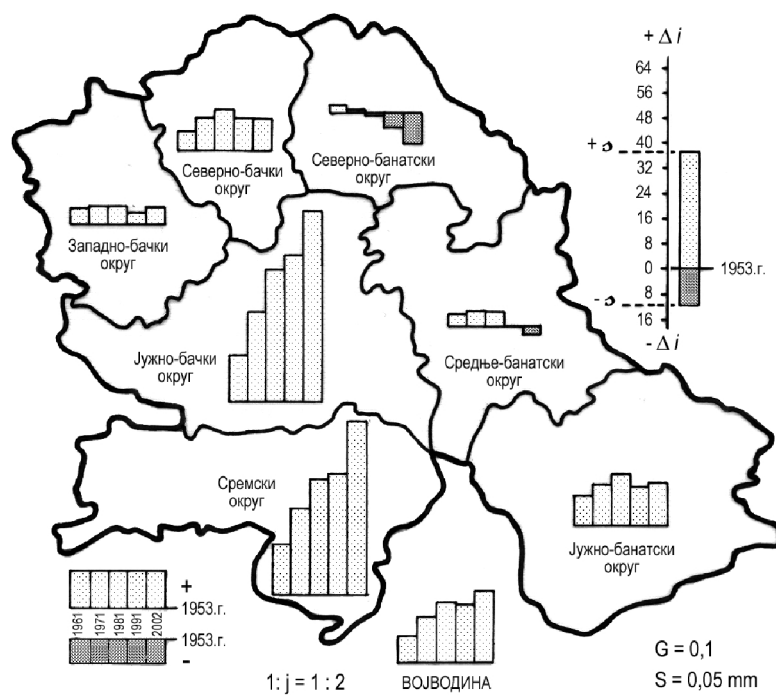 + Δ i
64
56
48
+ э
40
32
24
16
8
0
1953.г.
8
- э
16
- Δ i
Северно-бачки
округ
Северно-банатски
округ
Западно-бачки
округ
Јужно-бачки
округ
Средње-банатски
округ
Сремски
округ
Јужно-банатски
округ
+
1953.г.
1961
1971
1981
1991
2002
1953.г.
-
1: j = 1 : 2
ВОЈВОДИНА
G = 0,1
S = 0,05 mm